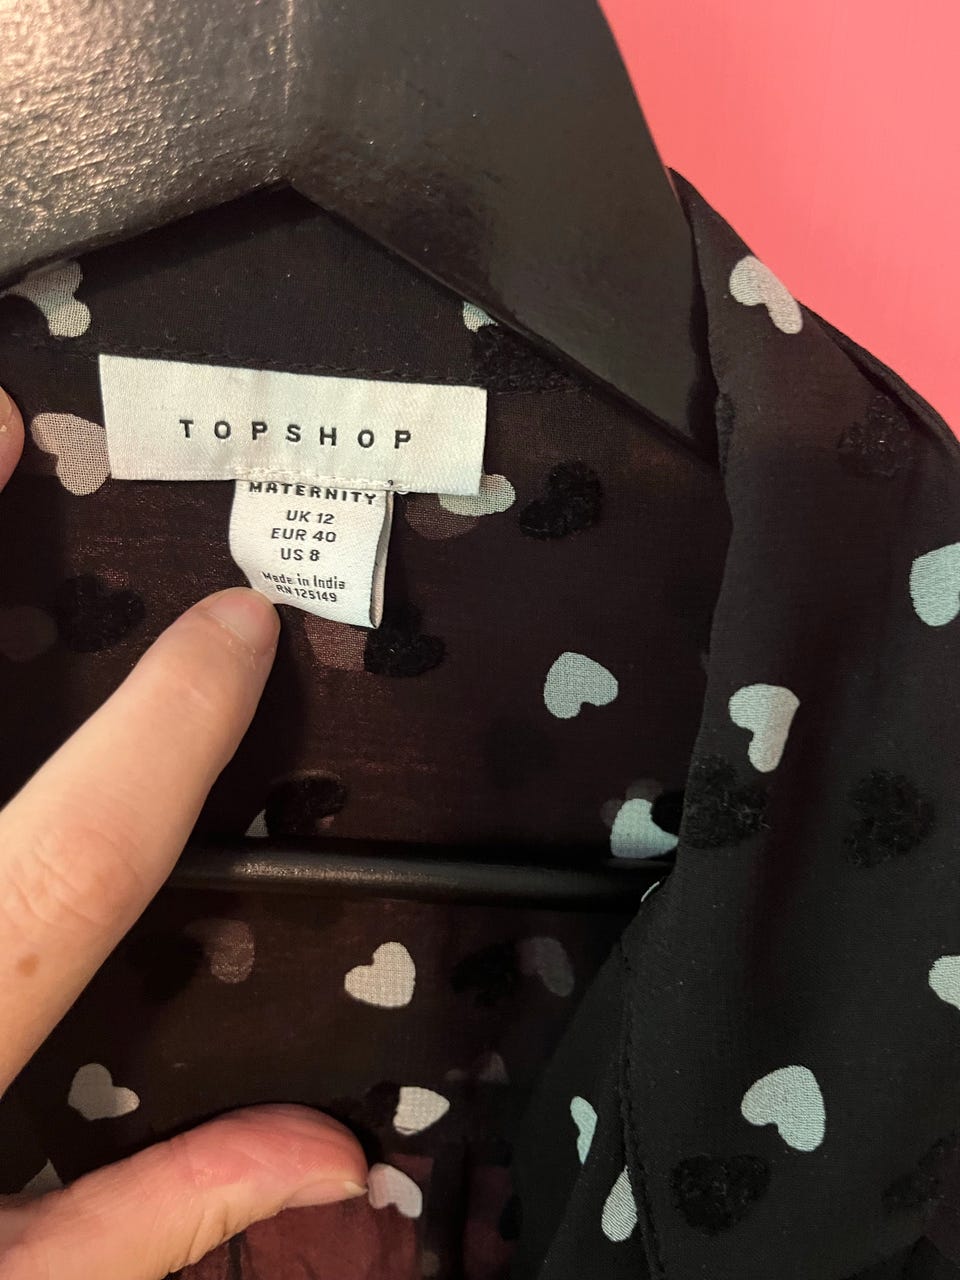 TOPSHOP
MATERNITY
UK 12
EUR 40
US 8
Made in India
RN 125149